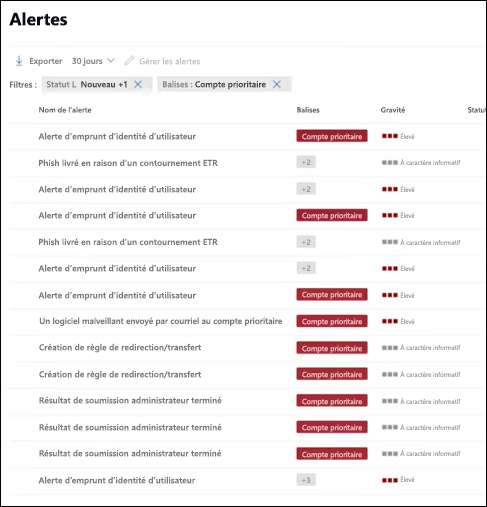 Alertes
Exporter 30 jours Gérer les alertes
Filtres : Statut L Nouveau +1 Balises : Compte prioritaire
Nom de l'alerte Balises Gravité Statut
Alerte d'emprunt d'identité d'utilisateur Compte prioritaire Élevé
Phish livré en raison d'un contournement ETR +2 À caractère informatif
Alerte d'emprunt d'identité d'utilisateur +2 Élevé
Alerte d'emprunt d'identité d'utilisateur Compte prioritaire Élevé
Phish livré en raison d'un contournement ETR +2 À caractère informatif
Alerte d'emprunt d'identité d'utilisateur +2 Élevé
Alerte d'emprunt d'identité d'utilisateur Compte prioritaire Élevé
Un logiciel malveillant envoyé par courriel au compte prioritaire Compte prioritaire Élevé
Création de règle de redirection/transfert Compte prioritaire À caractère informatif
Création de règle de redirection/transfert Compte prioritaire À caractère informatif
Résultat de soumission administrateur terminé Compte prioritaire À caractère informatif
Résultat de soumission administrateur terminé Compte prioritaire À caractère informatif
Résultat de soumission administrateur terminé Compte prioritaire À caractère informatif
Alerte d'emprunt d'identité d'utilisateur +3 Élevé